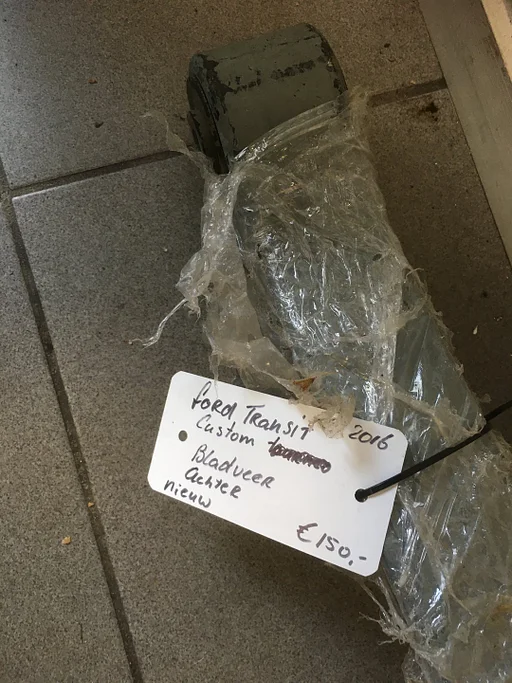 Ford Transit 2016
Custom
Bladveer
achter
nieuw
€150,-